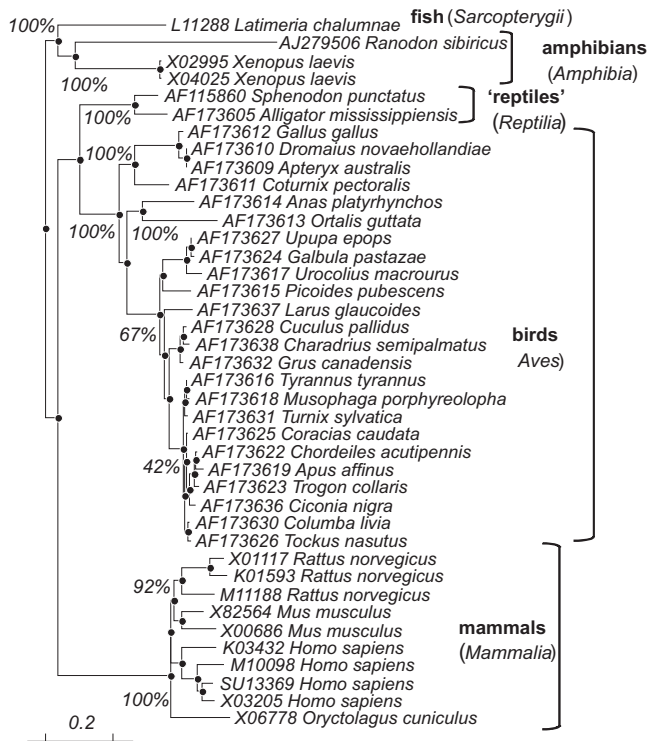 100%
L11288 Latimeria chalumnae
fish (Sarcopterygii)
AJ279506 Ranodon sibiricus
amphibians
(Amphibia)
X02995 Xenopus laevis
X04025 Xenopus laevis
100%
AF115860 Sphenodon punctatus
'reptiles'
(Reptilia)
100%
AF173605 Alligator mississippiensis
AF173612 Gallus gallus
100%
AF173610 Dromaius novaehollandiae
AF173609 Apteryx australis
AF173611 Coturnix pectoralis
AF173614 Anas platyrhynchos
AF173613 Ortalis guttata
100%
100%
AF173627 Upupa epops
AF173624 Galbula pastazae
AF173617 Urocolius macrourus
AF173615 Picoides pubescens
AF173637 Larus glaucoides
67%
AF173628 Cuculus pallidus
birds
AF173638 Charadrius semipalmatus
AF173632 Grus canadensis
Aves)
AF173616 Tyrannus tyrannus
AF173618 Musophaga porphyreolopha
AF173631 Turnix sylvatica
AF173625 Coracias caudata
AF173622 Chordeiles acutipennis
42%
AF173619 Apus affinus
AF173623 Trogon collaris
AF173636 Ciconia nigra
AF173630 Columba livia
AF173626 Tockus nasutus
X01117 Rattus norvegicus
K01593 Rattus norvegicus
92%
M11188 Rattus norvegicus
X82564 Mus musculus
X00686 Mus musculus
mammals
(Mammalia)
K03432 Homo sapiens
M10098 Homo sapiens
SU13369 Homo sapiens
X03205 Homo sapiens
100%
X06778 Oryctolagus cuniculus
0.2